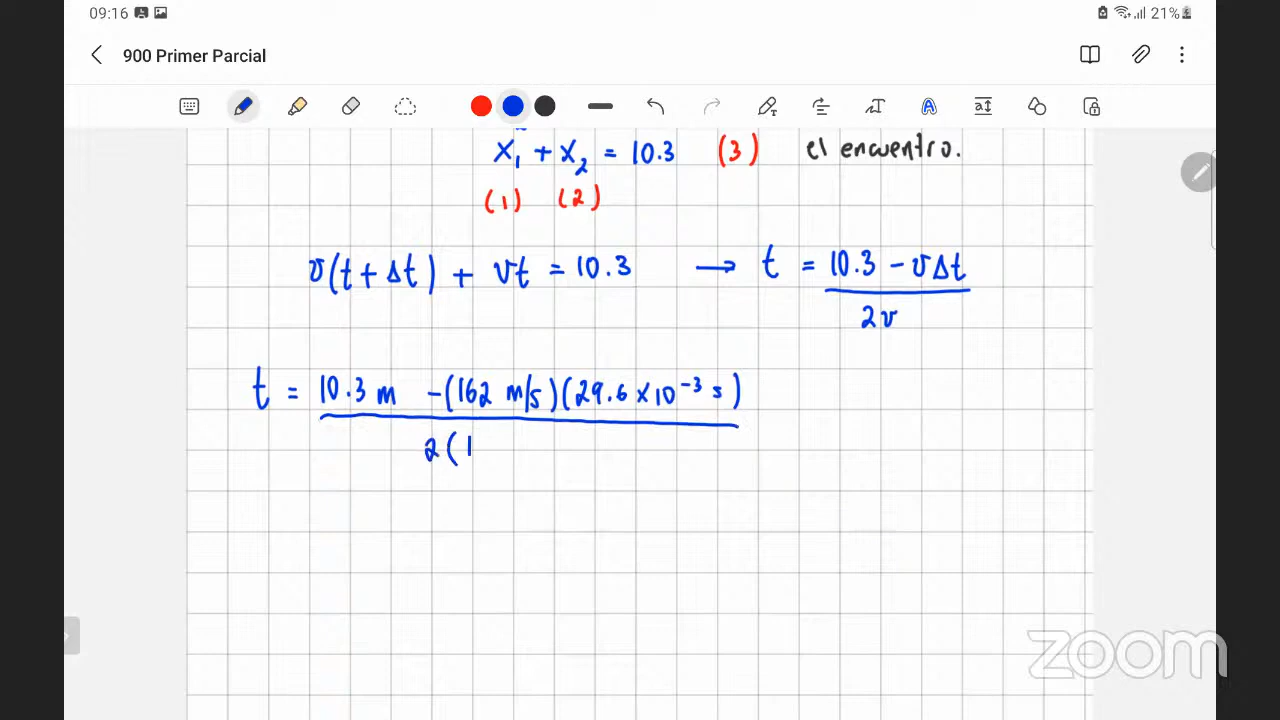 09:16 21%
900 Primer Parcial
x₁ + x₂ = 10.3 (3) el encuentro.
(1) (2)
v(t + Δt) + vt = 10.3 → t = 10.3 - vΔt
2v
t = 10.3 m -(162 m/s)(29.6 × 10⁻³ s)
2(1
zoom